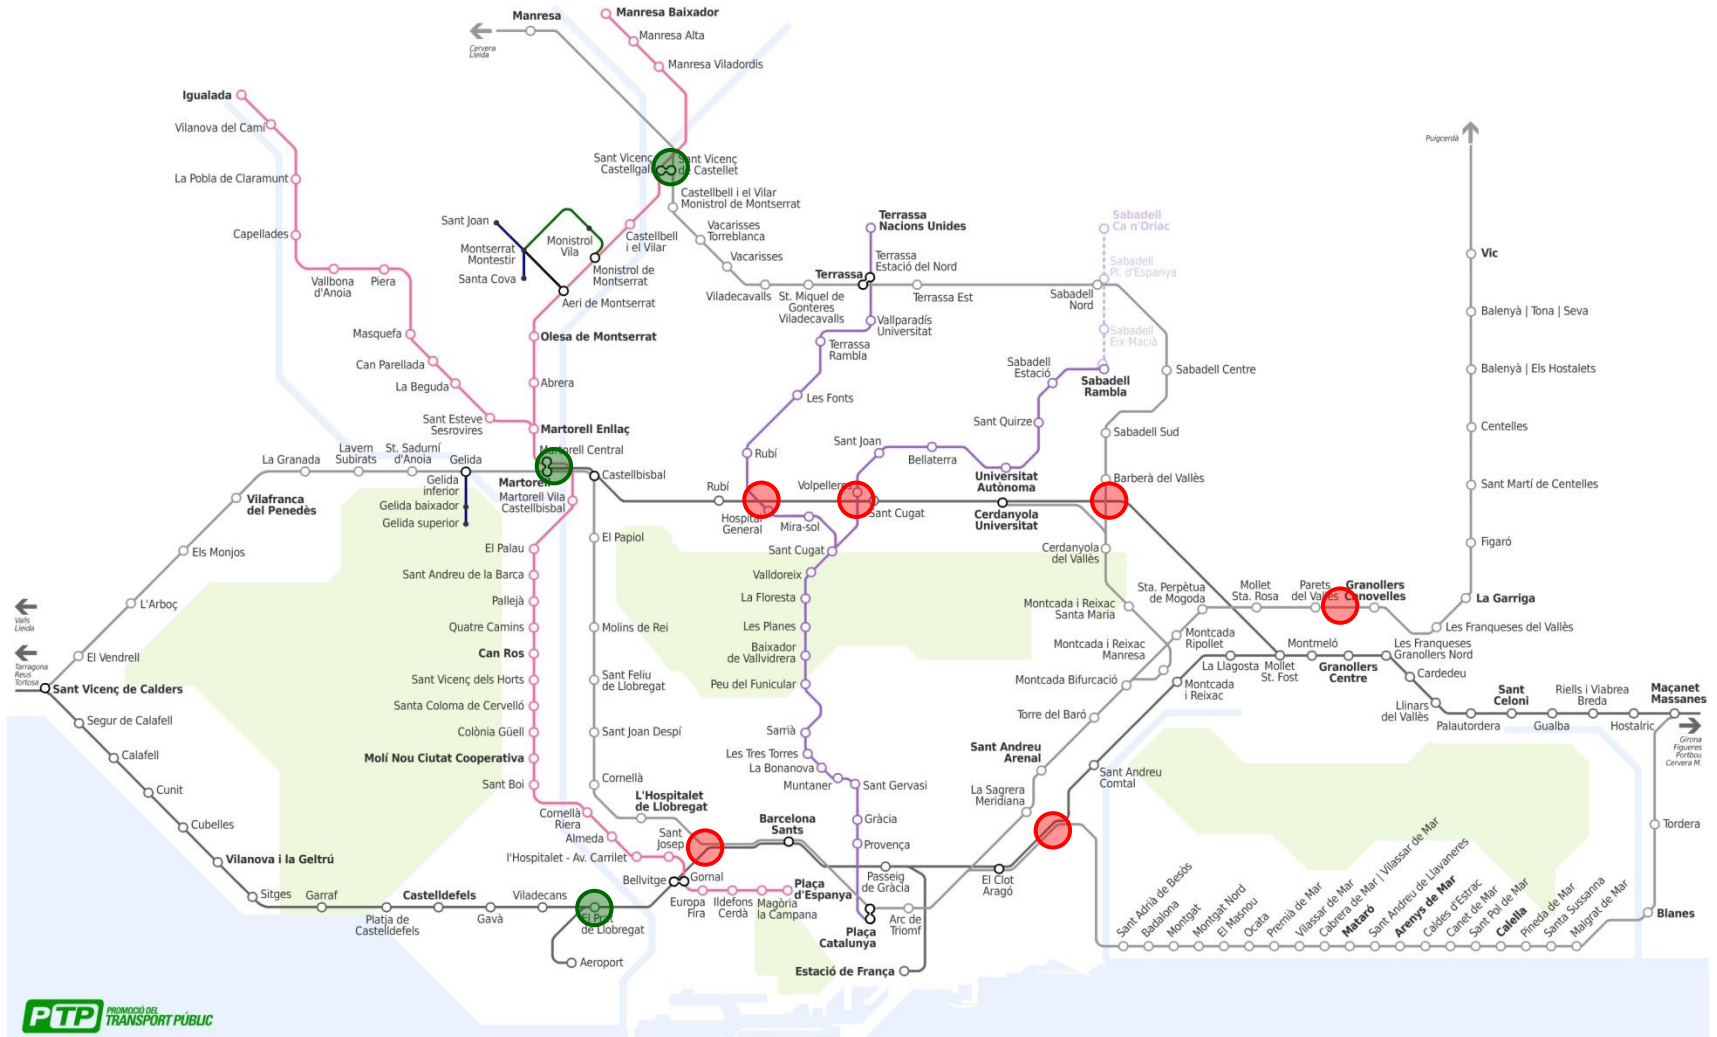 Manresa
Cervera
Lleida
Manresa Baixador
Manresa Alta
Manresa Viladordis
Igualada
Vilanova del Camí
La Pobla de Claramunt
Capellades
Vallbona
d'Anoia
Piera
Masquefa
Can Parellada
La Beguda
Sant Esteve
Sesrovires
Sant Vicenç
Castellgalí
Sant Vicenç
de Castellet
Castellbell i el Vilar
Monistrol de Montserrat
Vacarisses
Torreblanca
Vacarisses
Viladecavalls
St. Miquel de
Gonteres
Viladecavalls
Sant Joan
Montserrat
Montestir
Santa Cova
Monistrol
Vila
Castellbell
i el Vilar
Monistrol de
Montserrat
Aeri de Montserrat
Olesa de Montserrat
Abrera
Martorell Enllaç
Martorell Central
Martorell
Martorell Vila
Castellbisbal
Castellbisbal
Terrassa
Nacions Unides
Terrassa
Estació del Nord
Terrassa
Terrassa Est
Vallparadís
Universitat
Terrassa
Rambla
Les Fonts
Rubí
Rubí
Hospital
General
Mira-sol
Sant Cugat
Sabadell
Ca n'Oriac
Sabadell
Pl. d'Espanya
Sabadell
Nord
Sabadell
Eix Macià
Sabadell
Estació
Sabadell
Rambla
Sabadell Centre
Sant Quirze
Sabadell Sud
Sant Joan
Bellaterra
Universitat
Autònoma
Barberà del Vallès
Volpelleres
Sant Cugat
Cerdanyola
Universitat
Cerdanyola
del Vallès
Puigcerdà
Vic
Balenyà | Tona | Seva
Balenyà | Els Hostalets
Centelles
Sant Martí de Centelles
Figaró
La Garriga
Les Franqueses del Vallès
Granollers
Canovelles
Parets
del Vallès
Mollet
Sta. Rosa
Sta. Perpètua
de Mogoda
Montcada i Reixac
Santa Maria
Montcada i Reixac
Manresa
Montcada
Ripollet
Montcada Bifurcació
Torre del Baró
Sant Andreu
Arenal
La Sagrera
Meridiana
La Llagosta
Montcada
i Reixac
Mollet
St. Fost
Montmeló
Granollers
Centre
Les Franqueses
Granollers Nord
Cardedeu
Llinars
del Vallès
Palautordera
Sant
Celoni
Gualba
Riells i Viabrea
Breda
Hostalric
Maçanet
Massanes
Girona
Figueres
Portbou
Cervera M.
Tordera
Blanes
Sant Andreu
Comtal
La Granada
Lavern
Subirats
St. Sadurní
d'Anoia
Gelida
Gelida
inferior
Gelida baixador
Gelida superior
Vilafranca
del Penedès
Els Monjos
L'Arboç
El Vendrell
Valls
Lleida
Tarragona
Reus
Tortosa
Sant Vicenç de Calders
Segur de Calafell
Calafell
Cunit
Cubelles
Vilanova i la Geltrú
Sitges
Garraf
Platja de
Castelldefels
Castelldefels
Gavà
Viladecans
El Prat
de Llobregat
Aeroport
El Palau
Sant Andreu de la Barca
Pallejà
Quatre Camins
Can Ros
Sant Vicenç dels Horts
Santa Coloma de Cervelló
Colònia Güell
Molí Nou Ciutat Cooperativa
Sant Boi
Cornellà
Riera
Almeda
l'Hospitalet - Av. Carrilet
Sant
Josep
Bellvitge
Gornal
Europa
Fira
Ildefons
Cerdà
Magòria
la Campana
Plaça
d'Espanya
El Papiol
Molins de Rei
Sant Feliu
de Llobregat
Sant Joan Despí
Cornellà
L'Hospitalet
de Llobregat
Barcelona
Sants
Valldoreix
La Floresta
Les Planes
Baixador
de Vallvidrera
Peu del Funicular
Sarrià
Les Tres Torres
La Bonanova
Muntaner
Sant Gervasi
Gràcia
Provença
Passeig
de Gràcia
Plaça
Catalunya
Arc de
Triomf
Estació de França
El Clot
Aragó
Sant Adrià de Besòs
Badalona
Montgat
Montgat Nord
El Masnou
Ocata
Premià de Mar
Vilassar de Mar
Cabrera de Mar | Vilassar de Mar
Mataró
Sant Andreu de Llavaneres
Arenys de Mar
Caldes d'Estrac
Canet de Mar
Sant Pol de Mar
Calella
Pineda de Mar
Santa Susanna
Malgrat de Mar
PTP PROMOCIÓ DEL
TRANSPORT PÚBLIC